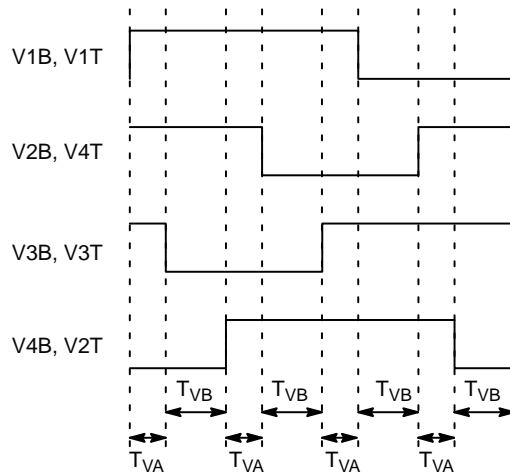 V1B, V1T
V2B, V4T
V3B, V3T
V4B, V2T
TVB TVB TVB TVB
TVA TVA TVA TVA